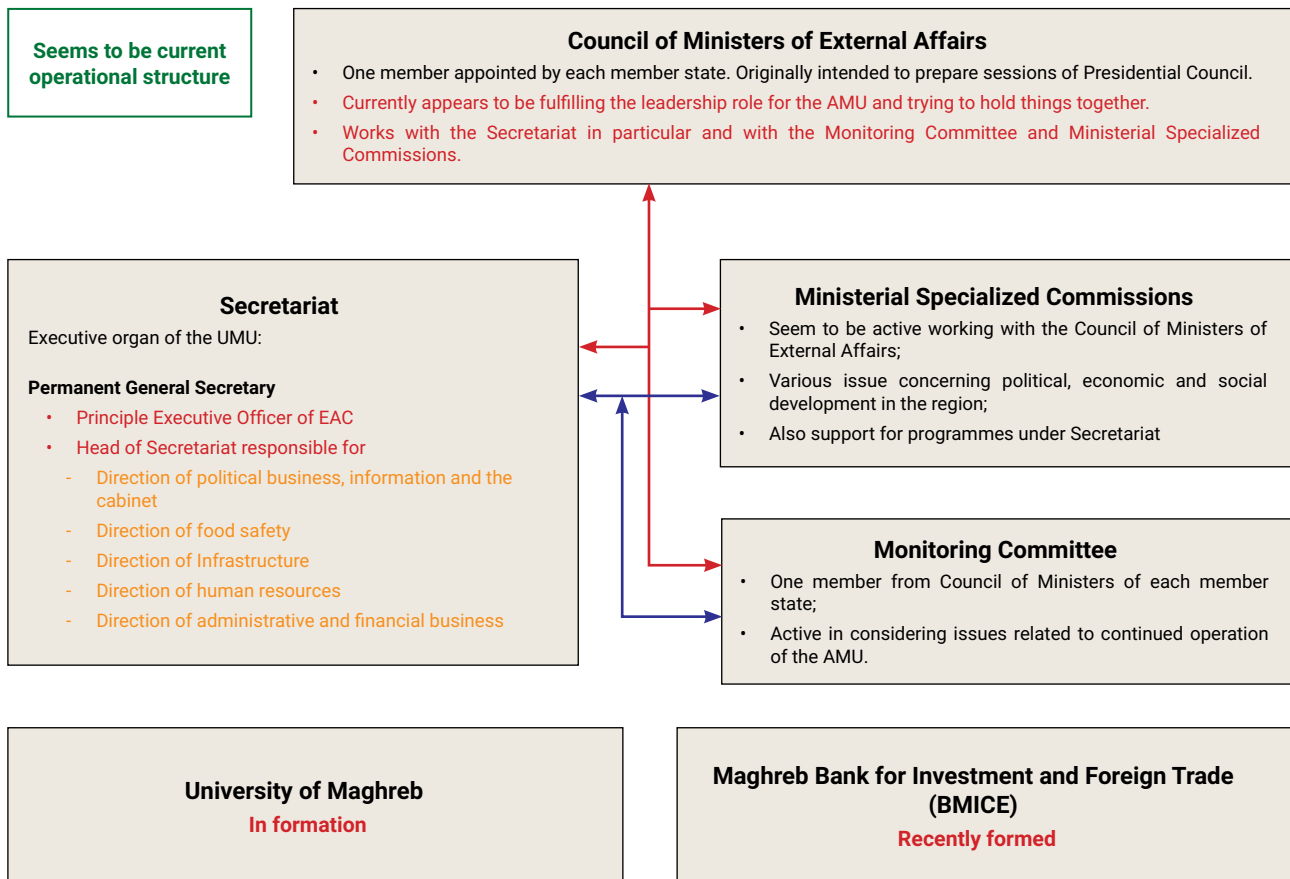 Seems to be current
operational structure
Council of Ministers of External Affairs
• One member appointed by each member state. Originally intended to prepare sessions of Presidential Council.
• Currently appears to be fulfilling the leadership role for the AMU and trying to hold things together.
• Works with the Secretariat in particular and with the Monitoring Committee and Ministerial Specialized
Commissions.
Secretariat
Executive organ of the UMU:
Permanent General Secretary
• Principle Executive Officer of EAC
• Head of Secretariat responsible for
- Direction of political business, information and the
cabinet
- Direction of food safety
- Direction of Infrastructure
- Direction of human resources
- Direction of administrative and financial business
Ministerial Specialized Commissions
• Seem to be active working with the Council of Ministers of
External Affairs;
• Various issue concerning political, economic and social
development in the region;
• Also support for programmes under Secretariat
Monitoring Committee
• One member from Council of Ministers of each member
state;
• Active in considering issues related to continued operation
of the AMU.
University of Maghreb
In formation
Maghreb Bank for Investment and Foreign Trade
(BMICE)
Recently formed